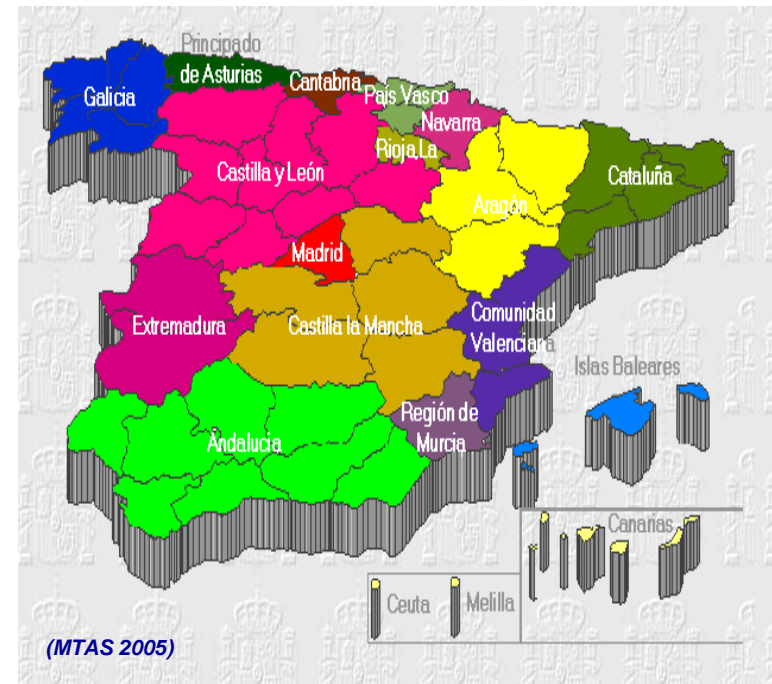 Principado
de Asturias
Cantabria
País Vasco
Galicia
Navarra
Rioja,La
Castilla y León
Cataluña
Aragón
Madrid
Comunidad
Valenciana
Extremadura
Castilla la Mancha
Islas Baleares
Región de
Murcia
Andalucia
Canarias
Ceuta
Melilla
(MTAS 2005)